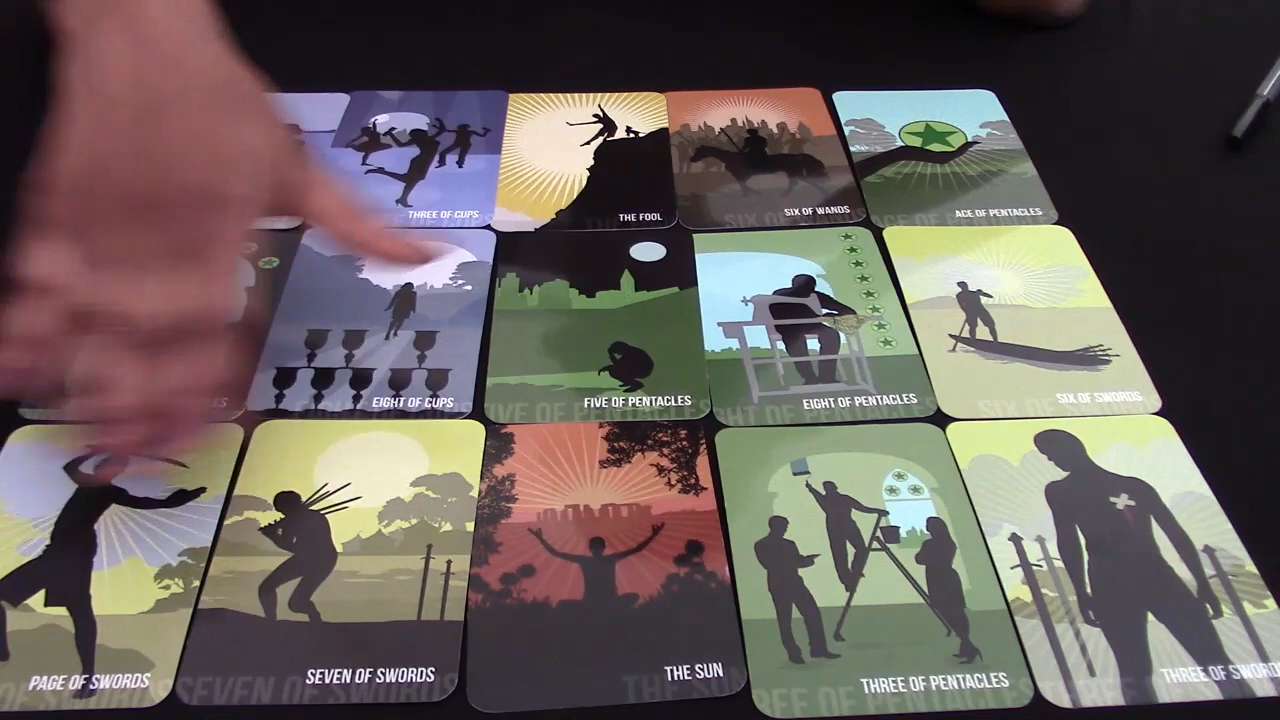 THREE OF CUPS
THE FOOL
SIX OF WANDS
ACE OF PENTACLES
EIGHT OF CUPS
FIVE OF PENTACLES
EIGHT OF PENTACLES
SIX OF SWORDS
PAGE OF SWORDS
SEVEN OF SWORDS
THE SUN
THREE OF PENTACLES
THREE OF SWORD